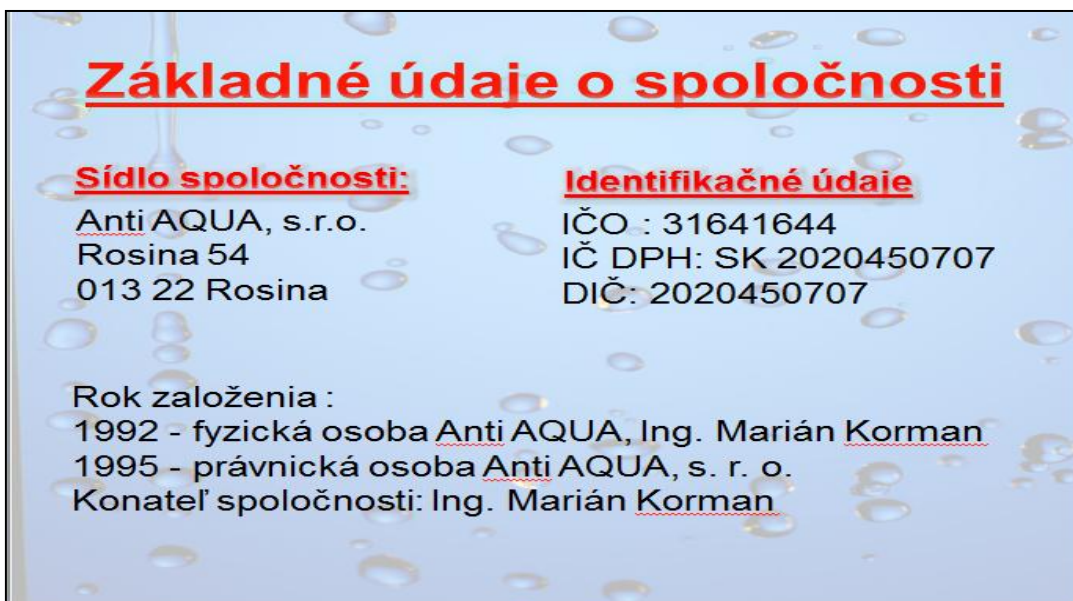 Základné údaje o spoločnosti
Sídlo spoločnosti:
Anti AQUA, s.r.o.
Rosina 54
013 22 Rosina
Identifikačné údaje
IČO : 31641644
IČ DPH: SK 2020450707
DIČ: 2020450707
Rok založenia :
1992 - fyzická osoba Anti AQUA, Ing. Marián Korman
1995 - právnická osoba Anti AQUA, s. r. o.
Konateľ spoločnosti: Ing. Marián Korman